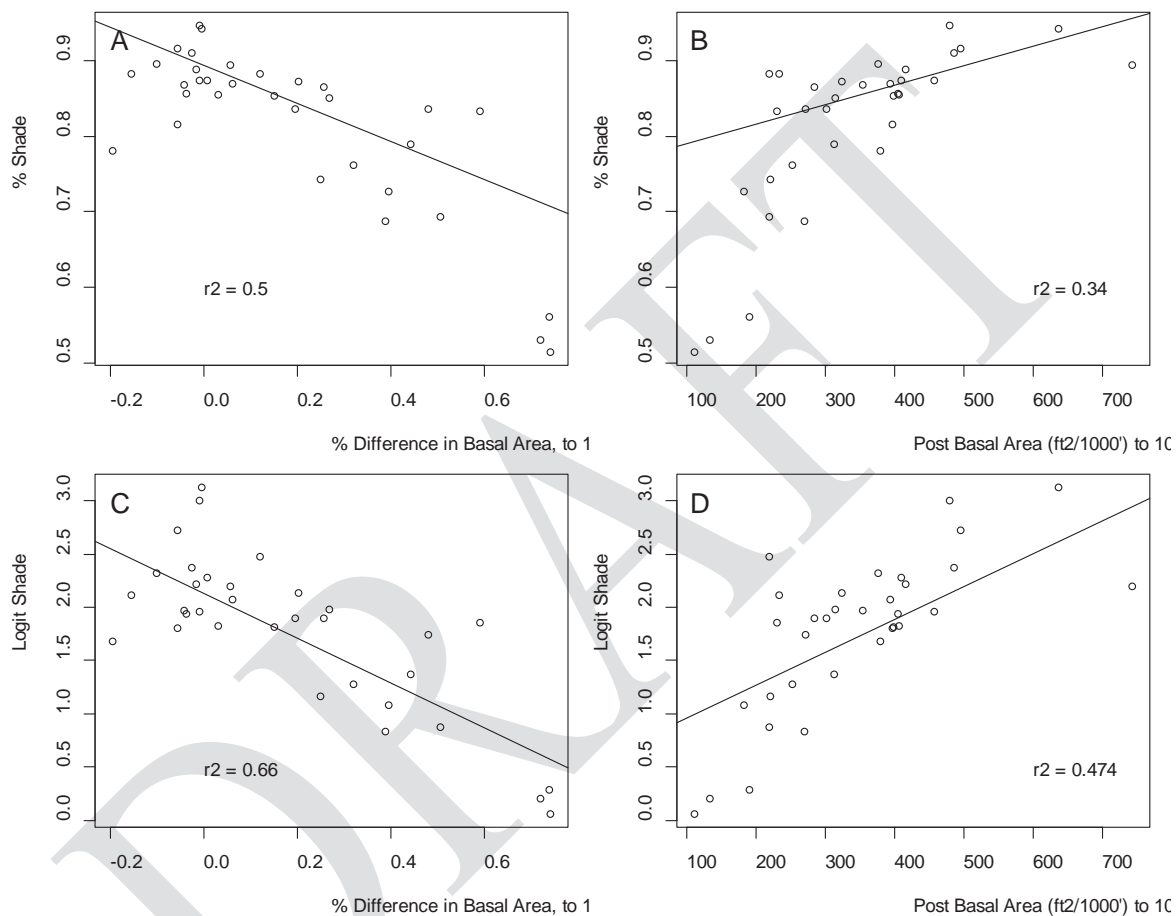 A
% Shade
0.5 0.6 0.7 0.8 0.9
r2 = 0.5
-0.2 0.0 0.2 0.4 0.6
% Difference in Basal Area, to 1
B
% Shade
0.5 0.6 0.7 0.8 0.9
r2 = 0.34
100 200 300 400 500 600 700
Post Basal Area (ft2/1000') to 10
C
Logit Shade
0.0 0.5 1.0 1.5 2.0 2.5 3.0
r2 = 0.66
-0.2 0.0 0.2 0.4 0.6
% Difference in Basal Area, to 1
D
Logit Shade
0.0 0.5 1.0 1.5 2.0 2.5 3.0
r2 = 0.474
100 200 300 400 500 600 700
Post Basal Area (ft2/1000') to 10
DRAFT